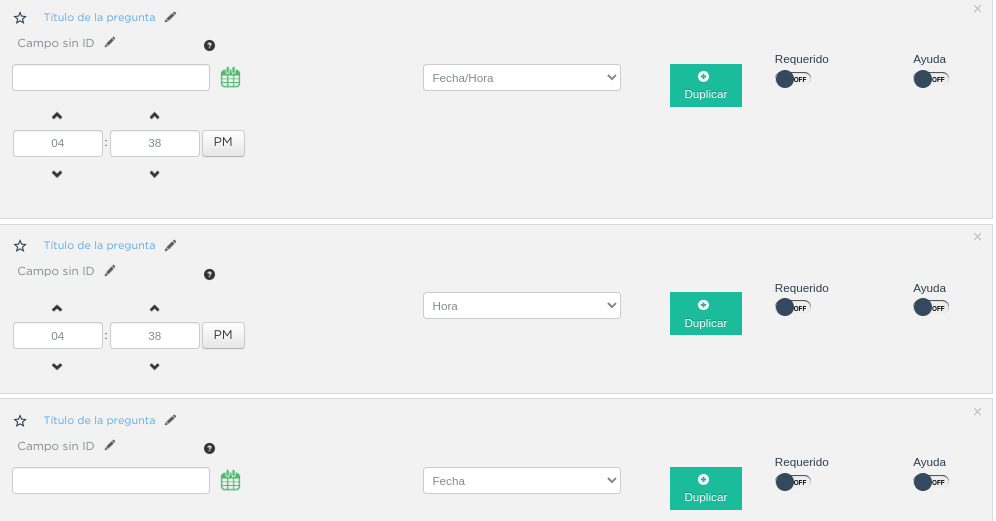 Título de la pregunta
Campo sin ID
Fecha/Hora
Duplicar
Requerido
OFF
Ayuda
OFF
04 : 38 PM
Título de la pregunta
Campo sin ID
Hora
Duplicar
Requerido
OFF
Ayuda
OFF
04 : 38 PM
Título de la pregunta
Campo sin ID
Fecha
Duplicar
Requerido
OFF
Ayuda
OFF